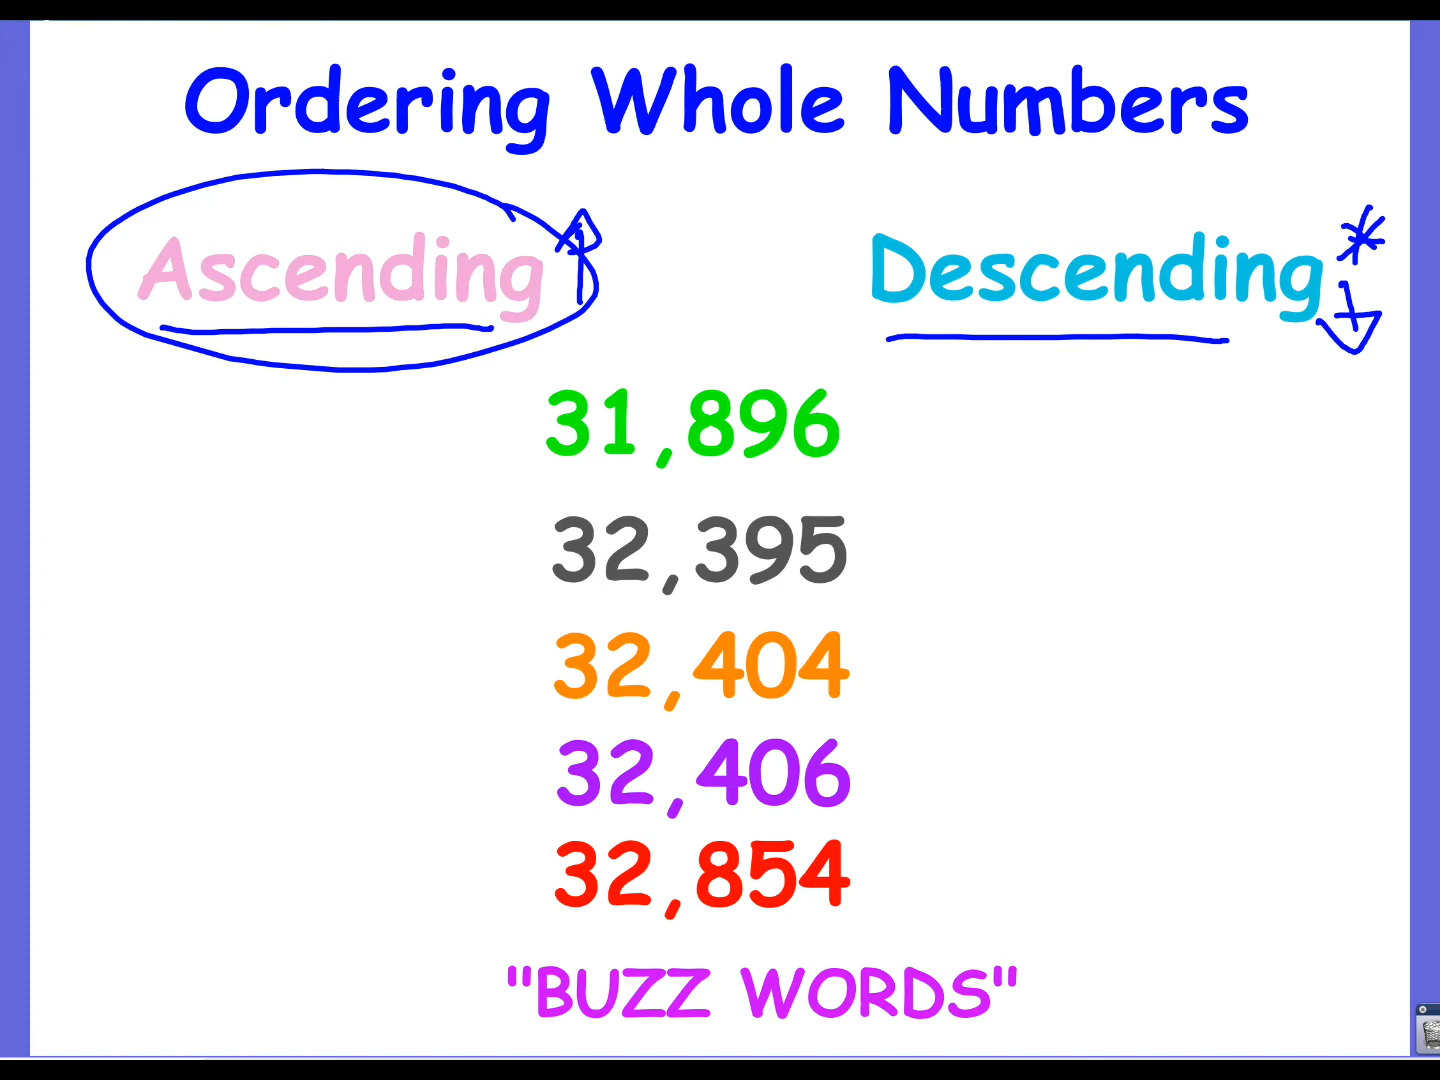 Ordering Whole Numbers
Ascending Descending
31,896
32,395
32,404
32,406
32,854
"BUZZ WORDS"